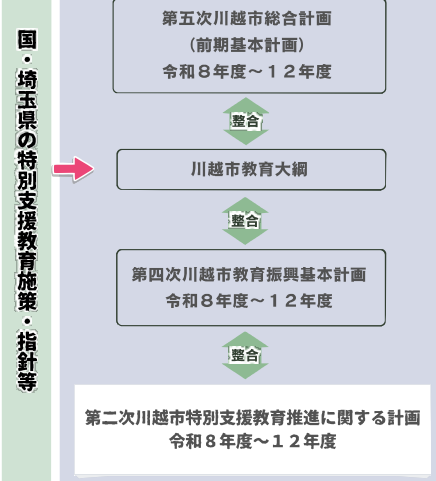 国・埼玉県の特別支援教育施策・指針等
第五次川越市総合計画
(前期基本計画)
令和８年度～１２年度
整合
川越市教育大綱
整合
第四次川越市教育振興基本計画
令和８年度～１２年度
整合
第二次川越市特別支援教育推進に関する計画
令和８年度～１２年度